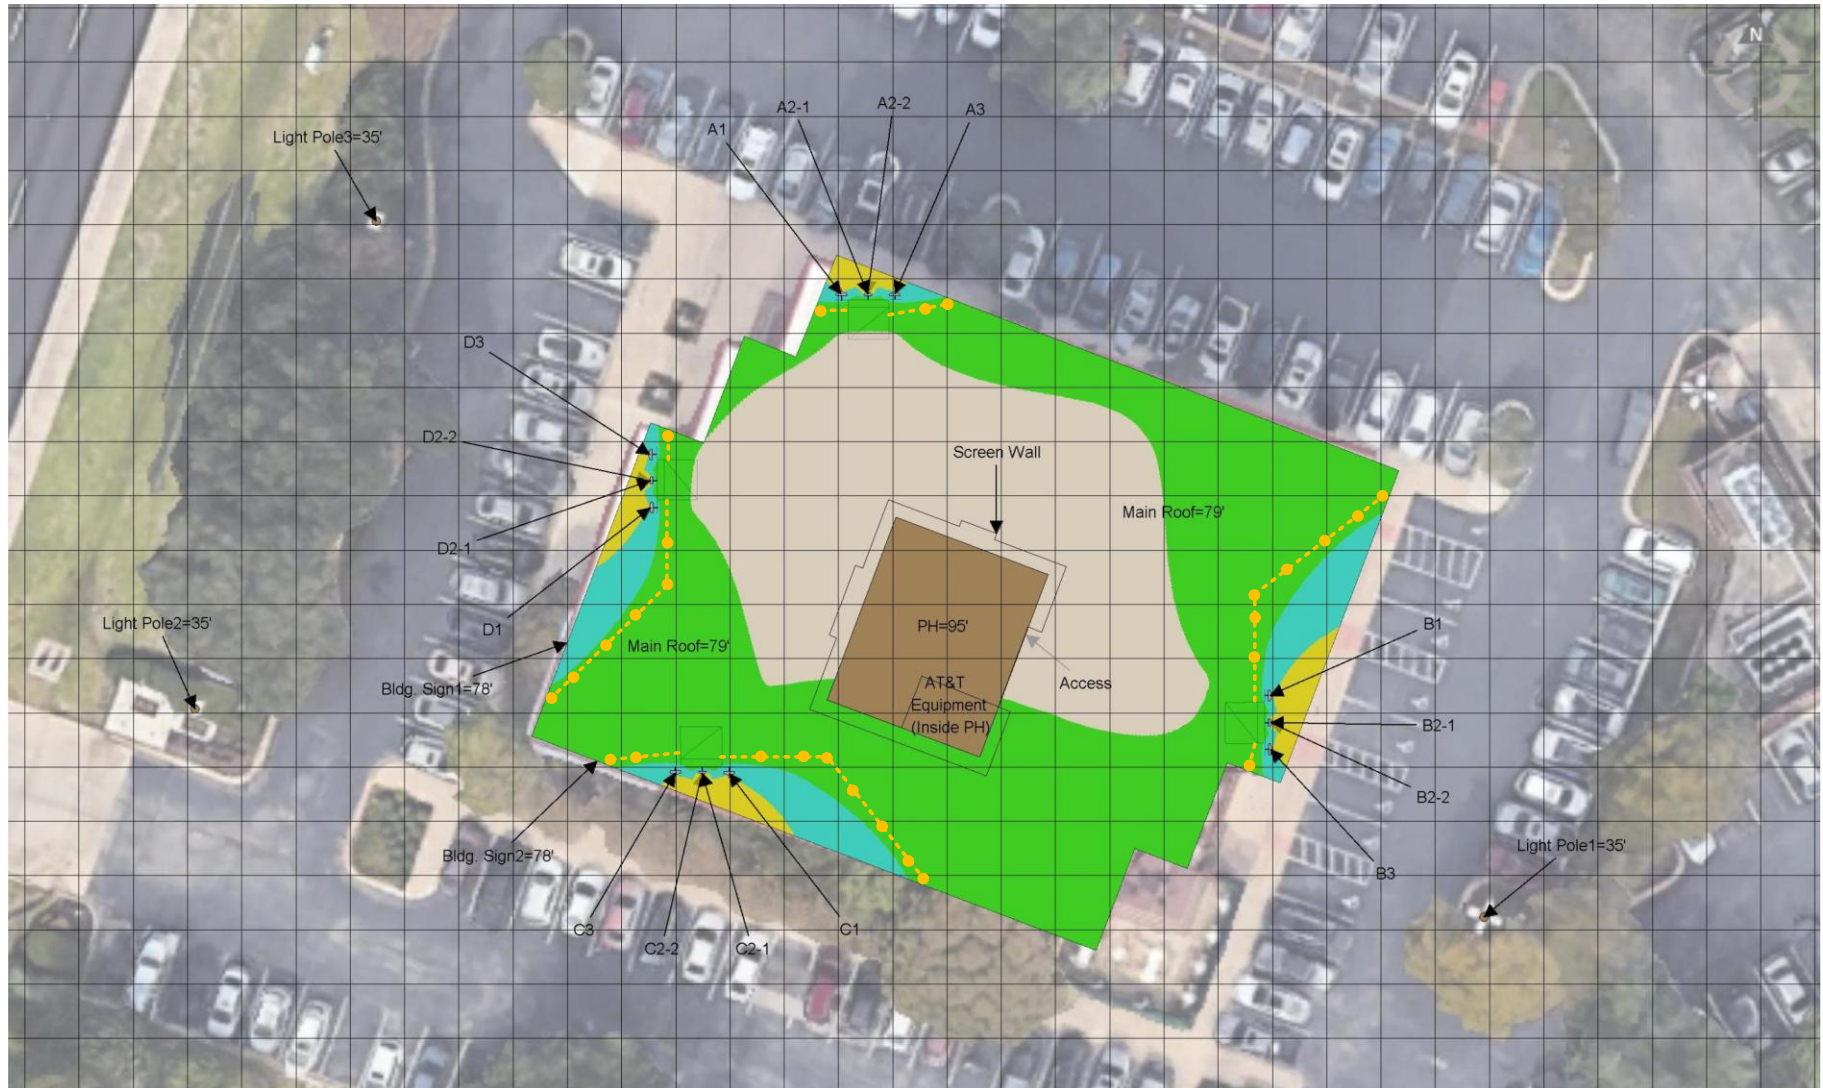 N
A2-1
A2-2
A3
A1
Light Pole3=35'
D3
D2-2
Screen Wall
Main Roof=79'
D2-1
Light Pole2=35'
D1
PH=95'
B1
Main Roof=79'
Bldg. Sign1=78'
AT&T
Equipment
(Inside PH)
Access
B2-1
B2-2
Bldg. Sign2=78'
Light Pole1=35'
B3
C3
C2-2
C2-1
C1